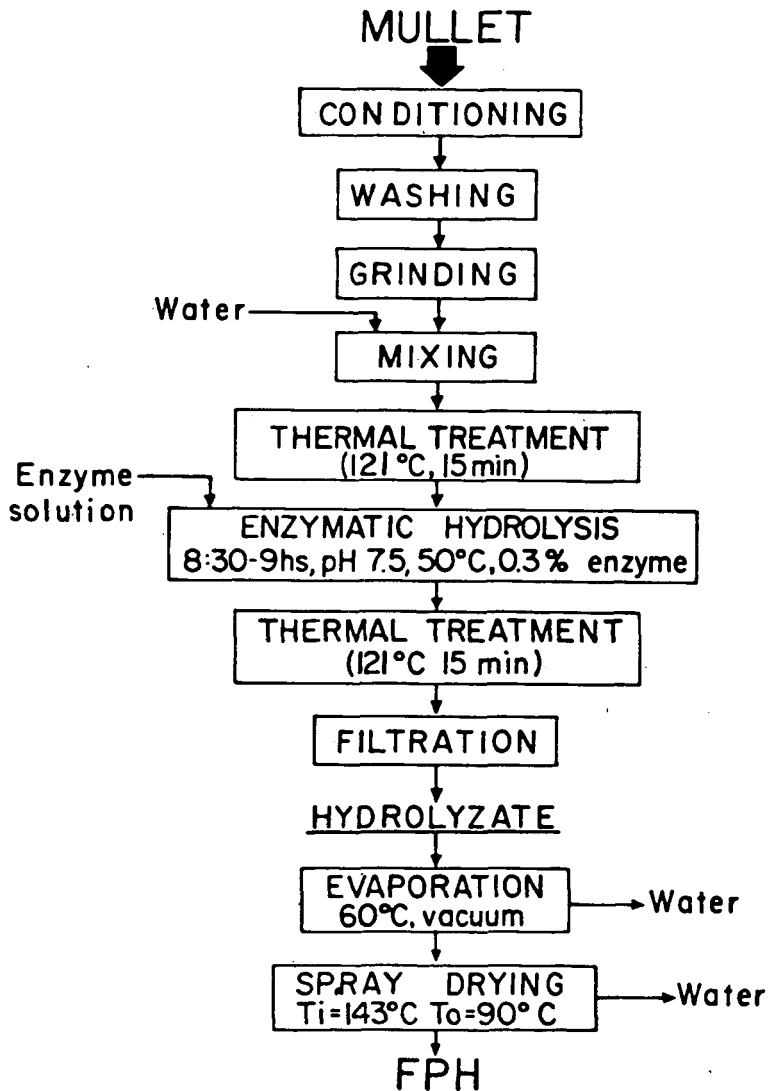 MULLET
CONDITIONING
WASHING
GRINDING
Water
MIXING
THERMAL TREATMENT
(121°C, 15min)
Enzyme
solution
ENZYMATIC HYDROLYSIS
8:30-9hs, pH 7.5, 50°C, 0.3% enzyme
THERMAL TREATMENT
(121°C 15 min)
FILTRATION
HYDROLYZATE
EVAPORATION
60°C, vacuum
Water
SPRAY DRYING
Ti=143°C To=90°C
Water
FPH